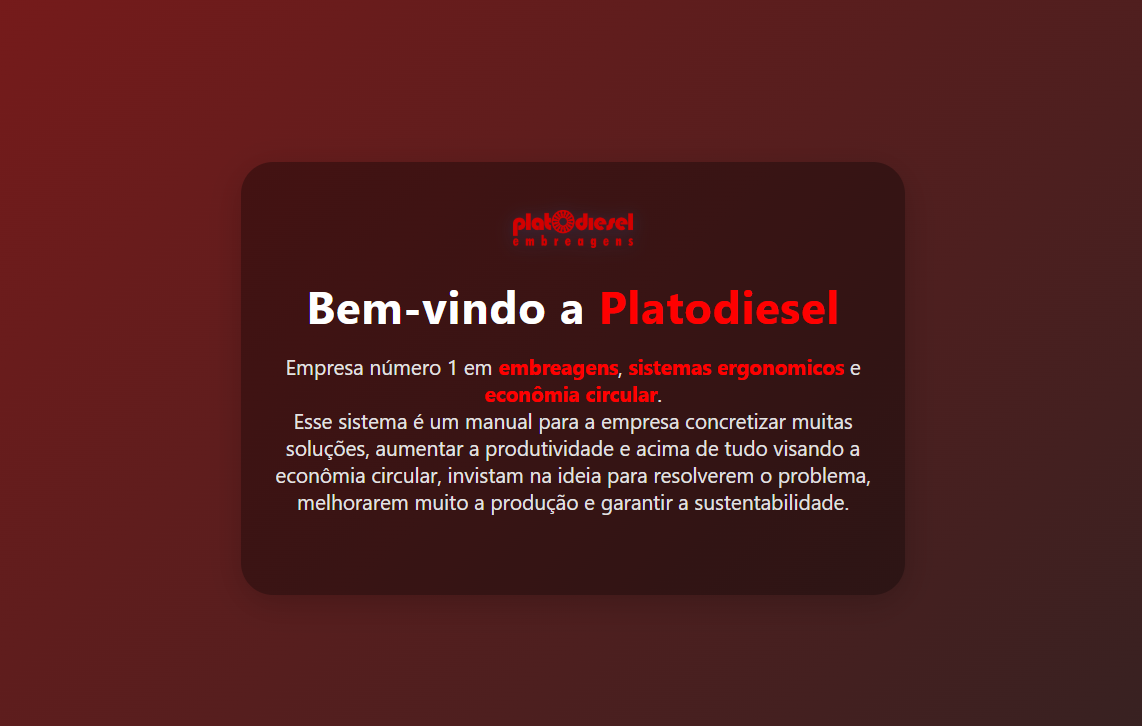 platodiesel
embreagens
Bem-vindo a Platodiesel
Empresa número 1 em embreagens, sistemas ergonomicos e
econômia circular.
Esse sistema é um manual para a empresa concretizar muitas
soluções, aumentar a produtividade e acima de tudo visando a
econômia circular, invistam na ideia para resolverem o problema,
melhorarem muito a produção e garantir a sustentabilidade.